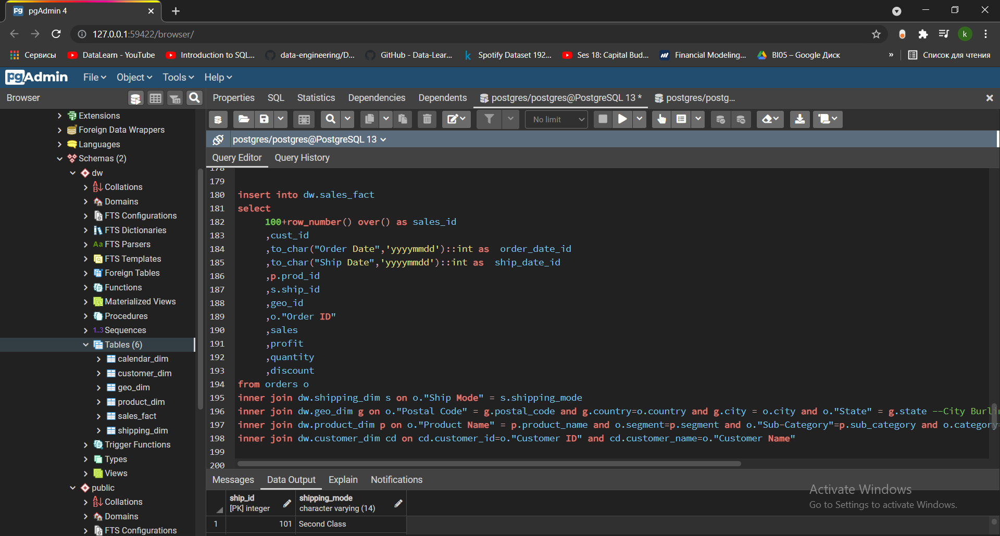 pgAdmin 4
127.0.0.1:59422/browser/
Сервисы
DataLearn - YouTube
Introduction to SQL...
data-engineering/D...
GitHub - Data-Lear...
Spotify Dataset 192...
Ses 18: Capital Bud...
Financial Modeling...
BI05 – Google Диск
»
Список для чтения
pgAdmin
File
Object
Tools
Help
Browser
Properties
SQL
Statistics
Dependencies
Dependents
postgres/postgres@PostgreSQL 13 *
postgres/postg...
No limit
postgres/postgres@PostgreSQL 13
Query Editor
Query History
Extensions
Foreign Data Wrappers
Languages
Schemas (2)
dw
Collations
Domains
FTS Configurations
FTS Dictionaries
Aa FTS Parsers
FTS Templates
Foreign Tables
Functions
Materialized Views
Procedures
1..3 Sequences
Tables (6)
calendar_dim
customer_dim
geo_dim
product_dim
sales_fact
shipping_dim
Trigger Functions
Types
Views
public
Collations
Domains
FTS Configurations
178
179
180 insert into dw.sales_fact
181 select
182 100+row_number() over() as sales_id
183 ,cust_id
184 ,to_char("Order Date",'yyyymmdd')::int as  order_date_id
185 ,to_char("Ship Date",'yyyymmdd')::int as  ship_date_id
186 ,p.prod_id
187 ,s.ship_id
188 ,geo_id
189 ,o."Order ID"
190 ,sales
191 ,profit
192 ,quantity
193 ,discount
194 from orders o
195 inner join dw.shipping_dim s on o."Ship Mode" = s.shipping_mode
196 inner join dw.geo_dim g on o."Postal Code" = g.postal_code and g.country=o.country and g.city = o.city and o."State" = g.state --City Burli
197 inner join dw.product_dim p on o."Product Name" = p.product_name and o.segment=p.segment and o."Sub-Category"=p.sub_category and o.category
198 inner join dw.customer_dim cd on cd.customer_id=o."Customer ID" and cd.customer_name=o."Customer Name"
199
200
Messages
Data Output
Explain
Notifications
ship_id
[PK] integer
shipping_mode
character varying (14)
1 101 Second Class
Activate Windows
Go to Settings to activate Windows.
k